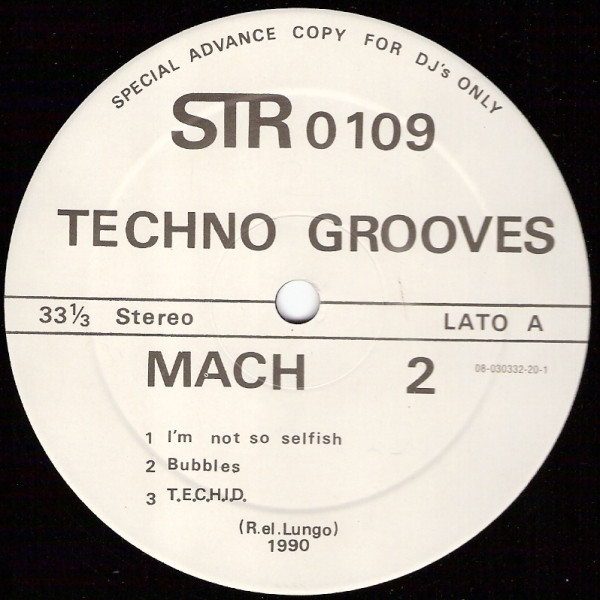 SPECIAL ADVANCE COPY FOR DJ's ONLY
STR 0109
TECHNO GROOVES
33⅓ Stereo
LATO A
MACH 2
08-030332-20-1
1 I'm not so selfish
2 Bubbles
3 T.E.C.H.I.D.
(R.el.Lungo)
1990